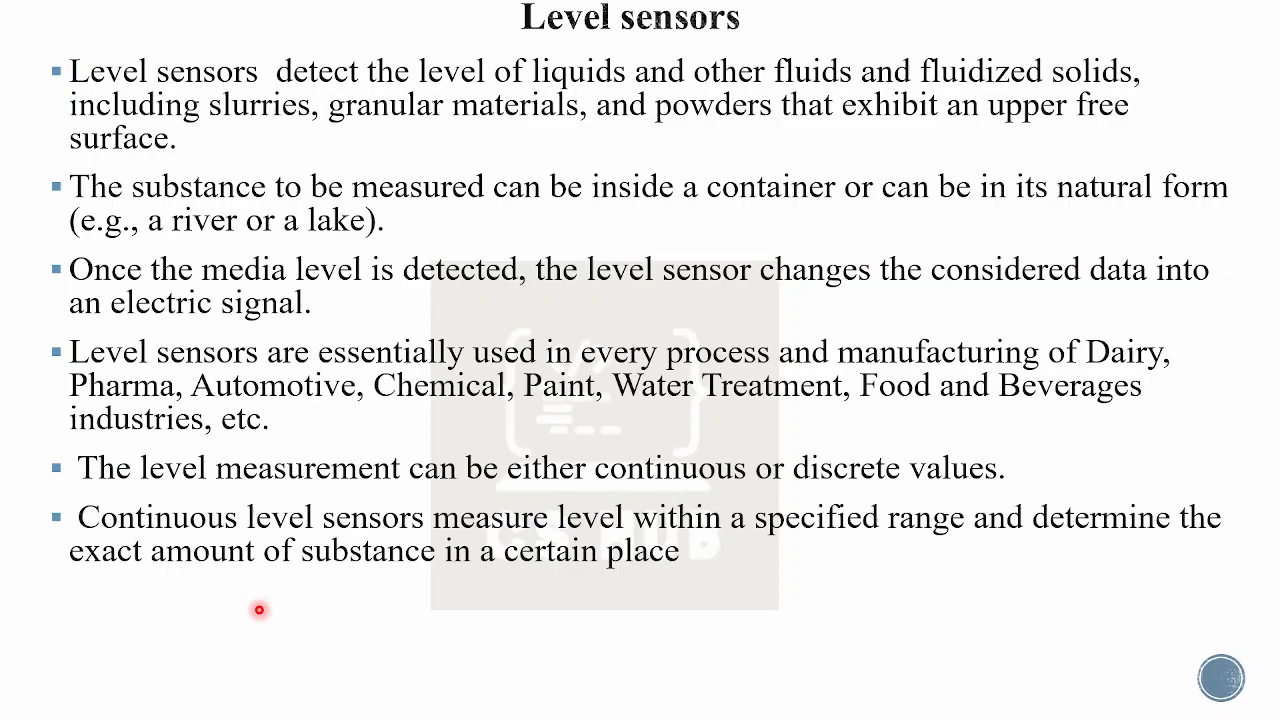 Level sensors
▪ Level sensors  detect the level of liquids and other fluids and fluidized solids,
including slurries, granular materials, and powders that exhibit an upper free
surface.
▪ The substance to be measured can be inside a container or can be in its natural form
(e.g., a river or a lake).
▪ Once the media level is detected, the level sensor changes the considered data into
an electric signal.
▪ Level sensors are essentially used in every process and manufacturing of Dairy,
Pharma, Automotive, Chemical, Paint, Water Treatment, Food and Beverages
industries, etc.
▪ The level measurement can be either continuous or discrete values.
▪ Continuous level sensors measure level within a specified range and determine the
exact amount of substance in a certain place